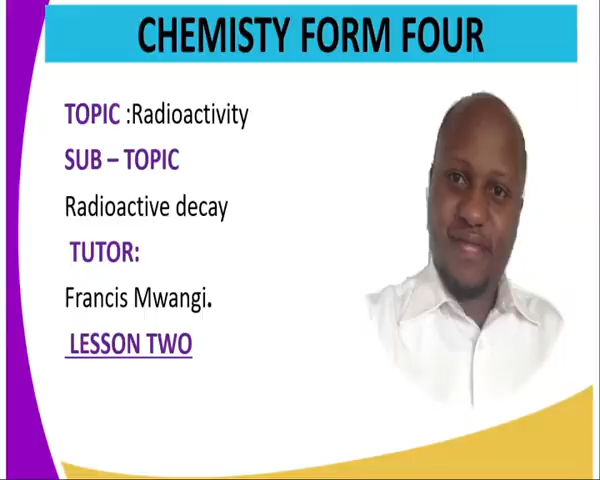 CHEMISTY FORM FOUR
TOPIC :Radioactivity
SUB – TOPIC
Radioactive decay
TUTOR:
Francis Mwangi.
LESSON TWO